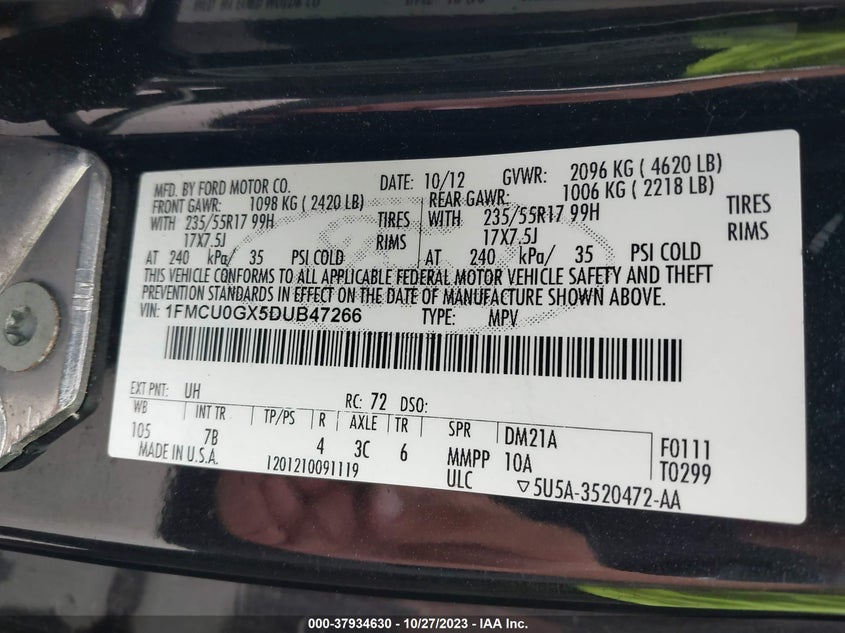 MFD. BY FORD MOTOR CO. DATE: 10/12 GVWR: 2096 KG ( 4620 LB)
FRONT GAWR: 1098 KG ( 2420 LB) REAR GAWR: 1006 KG ( 2218 LB)
WITH 235/55R17 99H TIRES WITH 235/55R17 99H TIRES
17X7.5J RIMS 17X7.5J RIMS
AT 240 kPa/ 35 PSI COLD AT 240 kPa/ 35 PSI COLD
THIS VEHICLE CONFORMS TO ALL APPLICABLE FEDERAL MOTOR VEHICLE SAFETY AND THEFT
PREVENTION STANDARDS IN EFFECT ON THE DATE OF MANUFACTURE SHOWN ABOVE.
VIN: 1FMCU0GX5DUB47266 TYPE: MPV
EXT PNT: UH RC: 72 DSO:
WB INT TR TP/PS R AXLE TR SPR DM21A F0111
105 7B 4 3C 6 MMPP 10A T0299
MADE IN U.S.A. 1201210091119 ULC ▽5U5A-3520472-AA
000-37934630 - 10/27/2023 - IAA Inc.